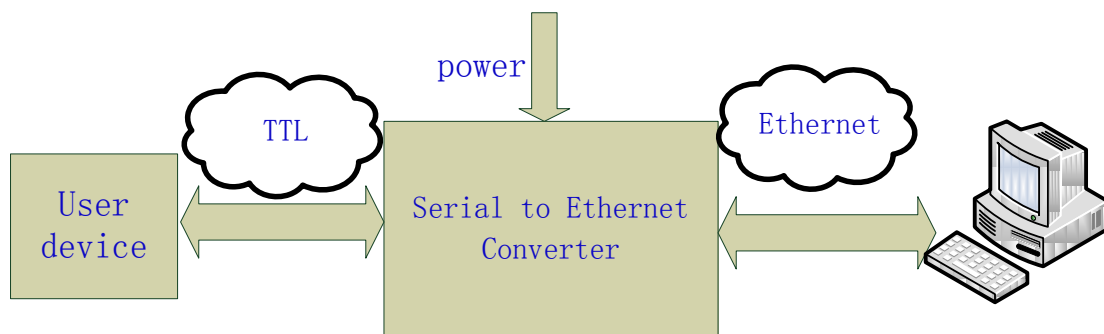 power
TTL
Ethernet
User
device
Serial to Ethernet
Converter